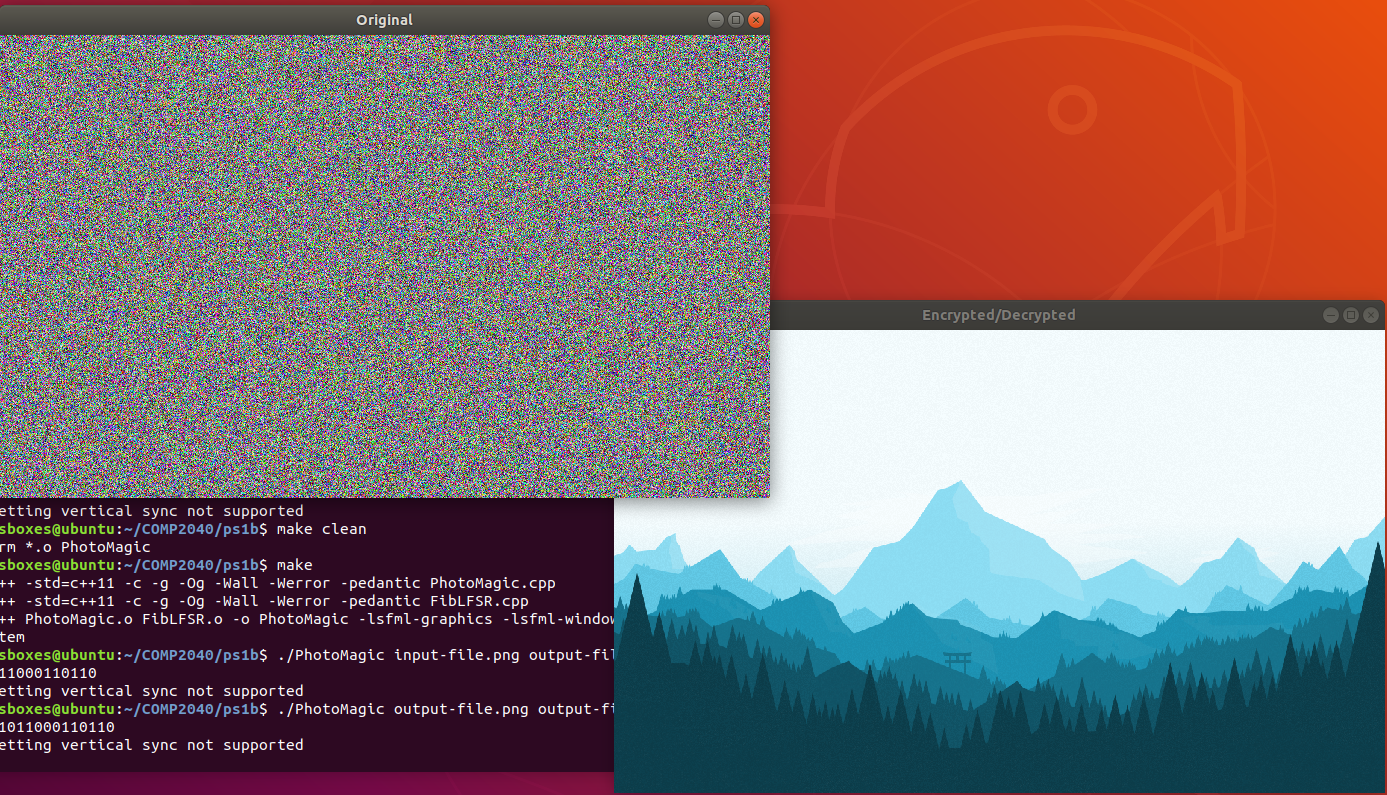 Original
Encrypted/Decrypted
etting vertical sync not supported
sboxes@ubuntu:~/COMP2040/ps1b$ make clean
rm *.o PhotoMagic
sboxes@ubuntu:~/COMP2040/ps1b$ make
++ -std=c++11 -c -g -Og -Wall -Werror -pedantic PhotoMagic.cpp
++ -std=c++11 -c -g -Og -Wall -Werror -pedantic FibLFSR.cpp
++ PhotoMagic.o FibLFSR.o -o PhotoMagic -lsfml-graphics -lsfml-window
tem
sboxes@ubuntu:~/COMP2040/ps1b$ ./PhotoMagic input-file.png output-fil
11000110110
etting vertical sync not supported
sboxes@ubuntu:~/COMP2040/ps1b$ ./PhotoMagic output-file.png output-fi
1011000110110
etting vertical sync not supported